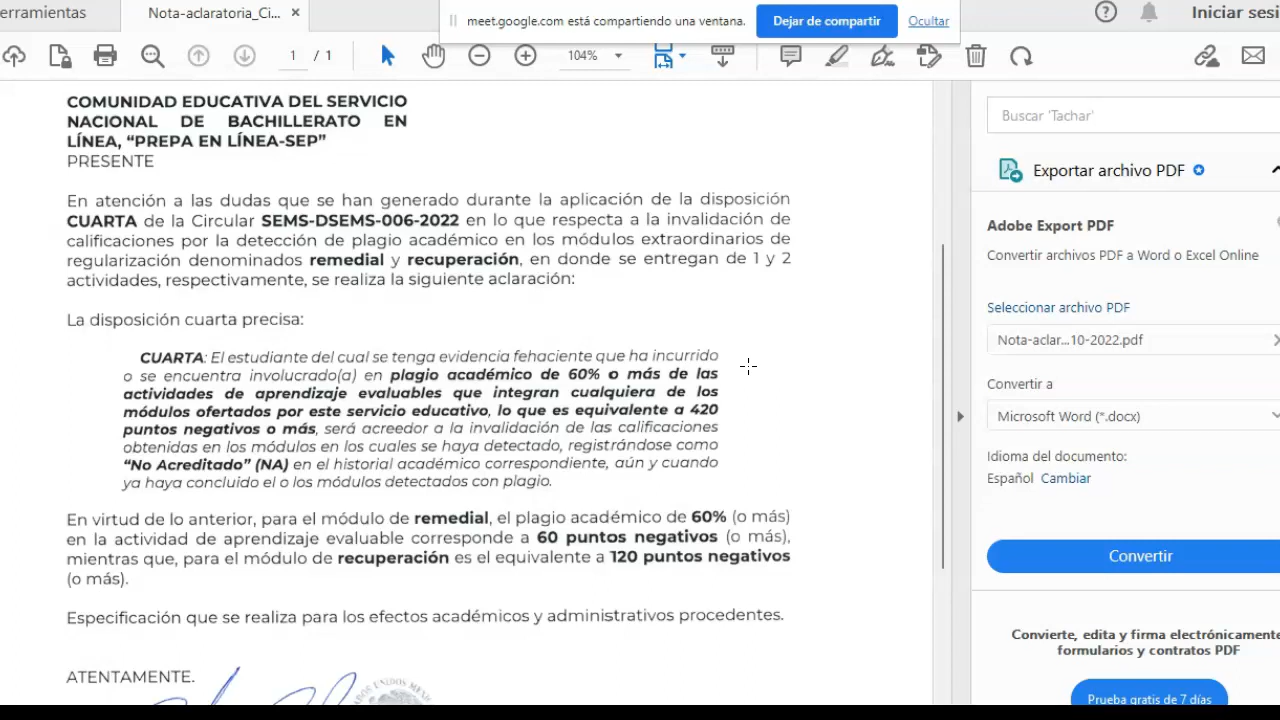 erramientas
Nota-aclaratoria_Ci... ×
meet.google.com está compartiendo una ventana.
Dejar de compartir
Ocultar
Iniciar sesi
1 / 1
104%
COMUNIDAD EDUCATIVA DEL SERVICIO
NACIONAL DE BACHILLERATO EN
LÍNEA, “PREPA EN LÍNEA-SEP”
PRESENTE
En atención a las dudas que se han generado durante la aplicación de la disposición
CUARTA de la Circular SEMS-DSEMS-006-2022 en lo que respecta a la invalidación de
calificaciones por la detección de plagio académico en los módulos extraordinarios de
regularización denominados remedial y recuperación, en donde se entregan de 1 y 2
actividades, respectivamente, se realiza la siguiente aclaración:
La disposición cuarta precisa:
CUARTA: El estudiante del cual se tenga evidencia fehaciente que ha incurrido
o se encuentra involucrado(a) en plagio académico de 60% o más de las
actividades de aprendizaje evaluables que integran cualquiera de los
módulos ofertados por este servicio educativo, lo que es equivalente a 420
puntos negativos o más, será acreedor a la invalidación de las calificaciones
obtenidas en los módulos en los cuales se haya detectado, registrándose como
“No Acreditado” (NA) en el historial académico correspondiente, aún y cuando
ya haya concluido el o los módulos detectados con plagio.
En virtud de lo anterior, para el módulo de remedial, el plagio académico de 60% (o más)
en la actividad de aprendizaje evaluable corresponde a 60 puntos negativos (o más),
mientras que, para el módulo de recuperación es el equivalente a 120 puntos negativos
(o más).
Especificación que se realiza para los efectos académicos y administrativos procedentes.
ATENTAMENTE.
Buscar 'Tachar'
Exportar archivo PDF
Adobe Export PDF
Convertir archivos PDF a Word o Excel Online
Seleccionar archivo PDF
Nota-aclar...10-2022.pdf
Convertir a
Microsoft Word (*.docx)
Idioma del documento:
Español Cambiar
Convertir
Convierte, edita y firma electrónicamente
formularios y contratos PDF
Prueba gratis de 7 días